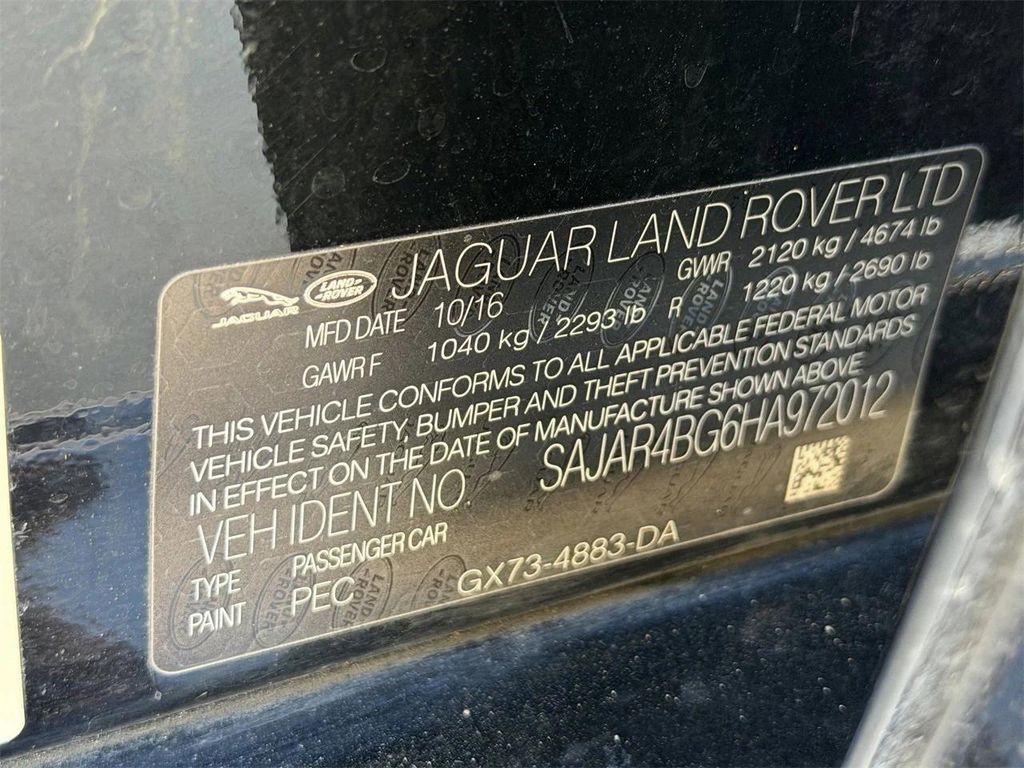 JAGUAR LAND ROVER JAGUAR LAND ROVER LTD
MFD DATE 10/16 GVWR 2120 kg / 4674 lb
GAWR F 1040 kg / 2293 lb R 1220 kg / 2690 lb
THIS VEHICLE CONFORMS TO ALL APPLICABLE FEDERAL MOTOR
VEHICLE SAFETY, BUMPER AND THEFT PREVENTION STANDARDS
IN EFFECT ON THE DATE OF MANUFACTURE SHOWN ABOVE
VEH IDENT NO. SAJAR4BG6HA972012
TYPE PASSENGER CAR
PAINT PEC GX73-4883-DA